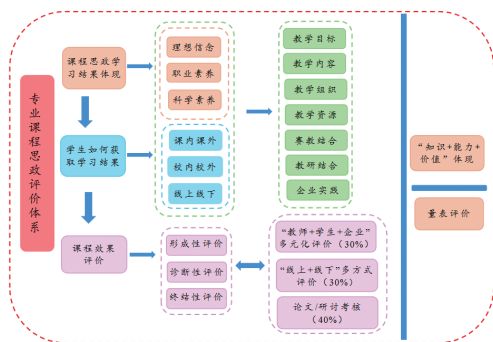 专业课程思政评价体系
课程思政学
习结果体现
学生如何获
取学习结果
课程效果
评价
理想信念
职业素养
科学素养
课内课外
校内校外
线上线下
形成性评价
诊断性评价
终结性评价
教学目标
教学内容
教学组织
教学资源
赛教结合
教研结合
企业实践
“教师+学生+企业”
多元化评价（30%）
“线上+线下”多方式
评价（30%）
论文/研讨考核
（40%）
“知识+能力+
价值”体现
量表评价